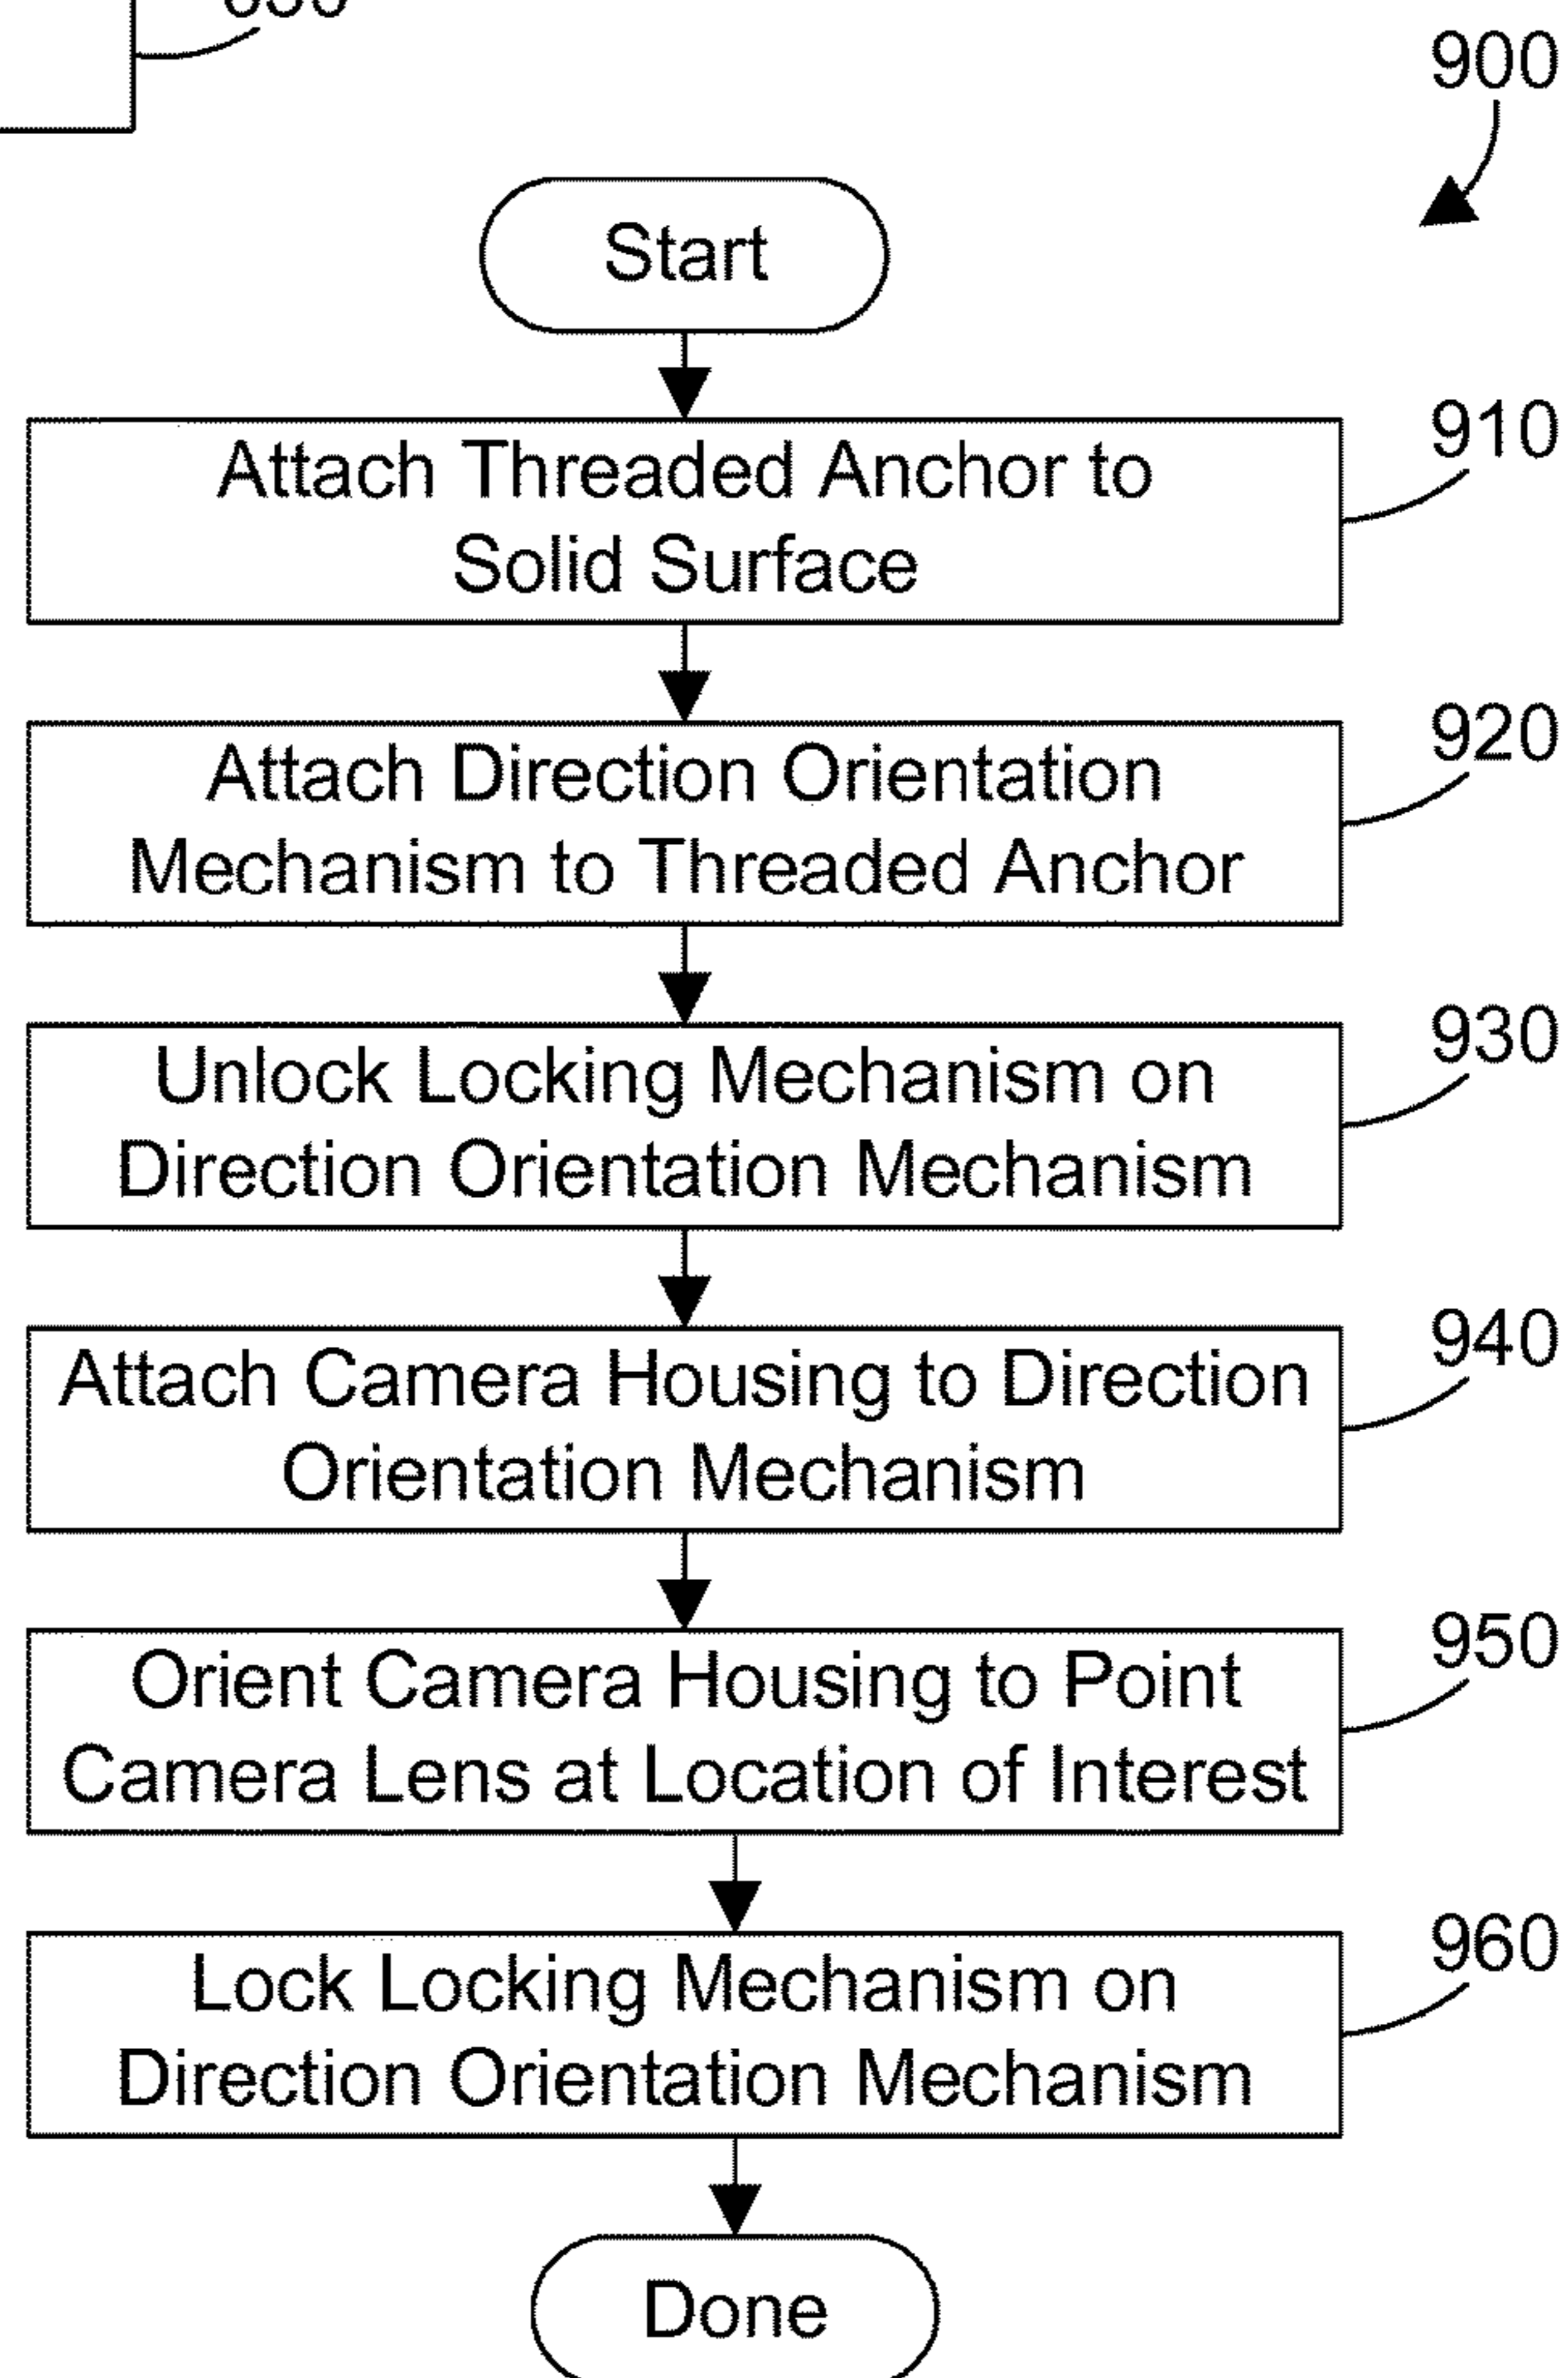 900
Start
910
Attach Threaded Anchor to
Solid Surface
920
Attach Direction Orientation
Mechanism to Threaded Anchor
930
Unlock Locking Mechanism on
Direction Orientation Mechanism
940
Attach Camera Housing to Direction
Orientation Mechanism
950
Orient Camera Housing to Point
Camera Lens at Location of Interest
960
Lock Locking Mechanism on
Direction Orientation Mechanism
Done